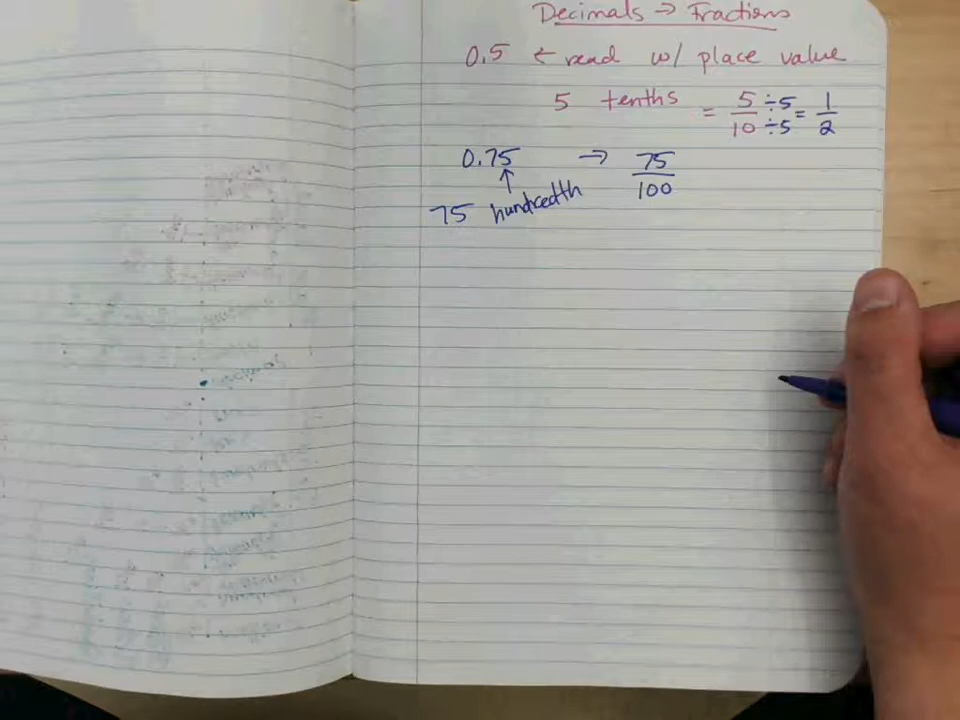 Decimals → Fractions
0.5 ← read w/ place value
5 tenths = 5/10 ÷5/÷5 = 1/2
0.75 → 75/100
↑
75 hundredth